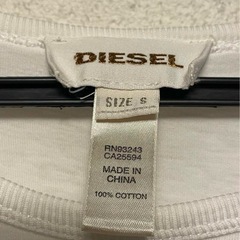 DIESEL
SIZE S
RN93243
CA25594
MADE IN
CHINA
100% COTTON